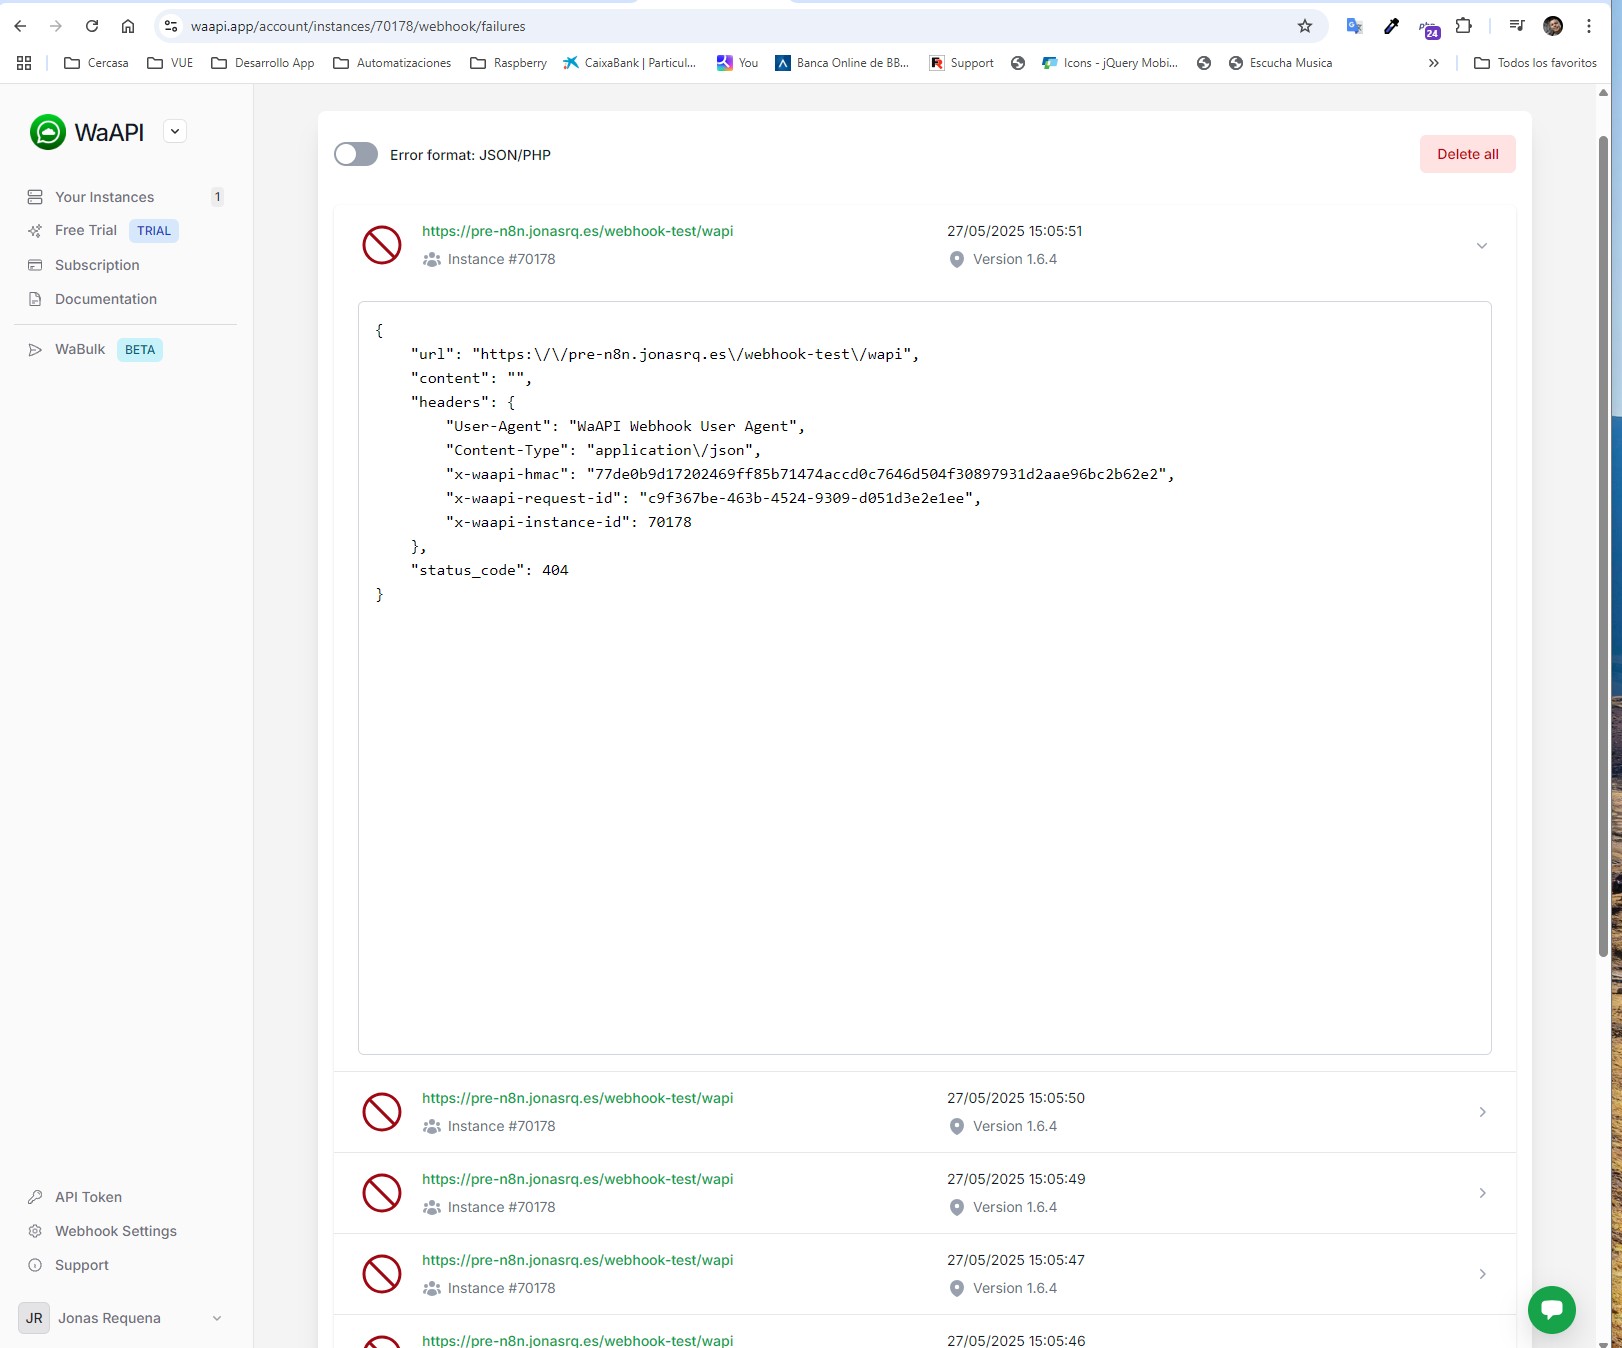 waapi.app/account/instances/70178/webhook/failures
24
Cercasa
VUE
Desarrollo App
Automatizaciones
Raspberry
CaixaBank | Particul...
You
Banca Online de BB...
Support
Icons - jQuery Mobi...
Escucha Musica
Todos los favoritos
WaAPI
Your Instances 1
Free Trial TRIAL
Subscription
Documentation
WaBulk BETA
Error format: JSON/PHP
Delete all
https://pre-n8n.jonasrq.es/webhook-test/wapi 27/05/2025 15:05:51
Instance #70178 Version 1.6.4
{
"url": "https:\/\/pre-n8n.jonasrq.es\/webhook-test\/wapi",
"content": "",
"headers": {
"User-Agent": "WaAPI Webhook User Agent",
"Content-Type": "application\/json",
"x-waapi-hmac": "77de0b9d17202469ff85b71474accd0c7646d504f30897931d2aae96bc2b62e2",
"x-waapi-request-id": "c9f367be-463b-4524-9309-d051d3e2e1ee",
"x-waapi-instance-id": 70178
},
"status_code": 404
}
https://pre-n8n.jonasrq.es/webhook-test/wapi 27/05/2025 15:05:50
Instance #70178 Version 1.6.4
https://pre-n8n.jonasrq.es/webhook-test/wapi 27/05/2025 15:05:49
Instance #70178 Version 1.6.4
https://pre-n8n.jonasrq.es/webhook-test/wapi 27/05/2025 15:05:47
Instance #70178 Version 1.6.4
https://pre-n8n.jonasrq.es/webhook-test/wapi 27/05/2025 15:05:46
API Token
Webhook Settings
Support
JR Jonas Requena